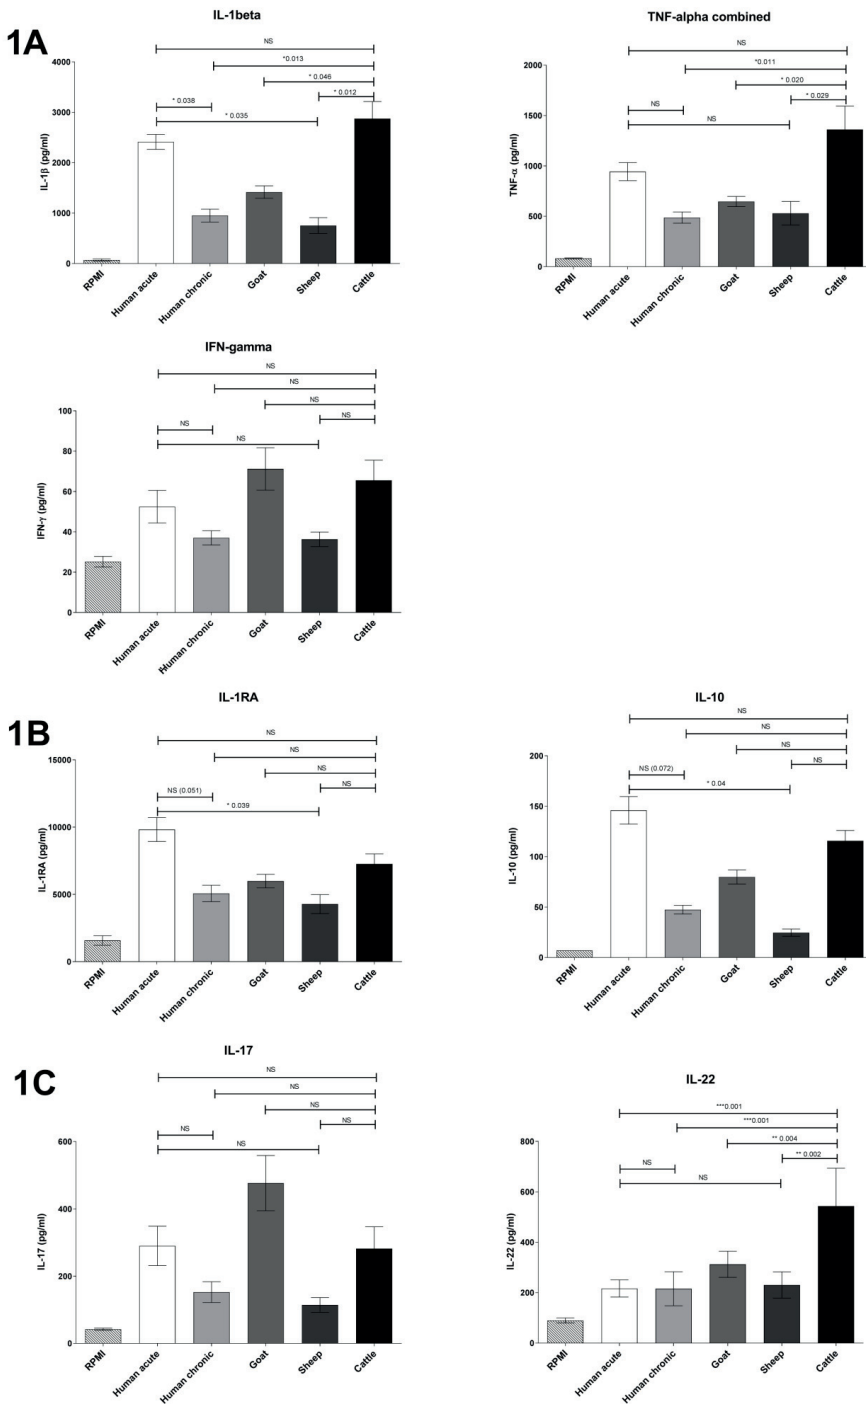 1A
IL-1beta
NS
*0.013
* 0.046
* 0.012
* 0.038
* 0.035
4000
3000
2000
1000
0
IL-1β (pg/ml)
RPMI
Human acute
Human chronic
Goat
Sheep
Cattle
TNF-alpha combined
NS
*0.011
* 0.020
* 0.029
NS
NS
2000
1500
1000
500
0
TNF-α (pg/ml)
RPMI
Human acute
Human chronic
Goat
Sheep
Cattle
IFN-gamma
NS
NS
NS
NS
NS
NS
100
80
60
40
20
0
IFN-γ (pg/ml)
RPMI
Human acute
Human chronic
Goat
Sheep
Cattle
1B
IL-1RA
NS
NS
NS
NS
NS (0.051)
* 0.039
15000
10000
5000
0
IL-1RA (pg/ml)
RPMI
Human acute
Human chronic
Goat
Sheep
Cattle
IL-10
NS
NS
NS
NS
NS (0.072)
* 0.04
200
150
100
50
0
IL-10 (pg/ml)
RPMI
Human acute
Human chronic
Goat
Sheep
Cattle
1C
IL-17
NS
NS
NS
NS
NS
NS
600
400
200
0
IL-17 (pg/ml)
RPMI
Human acute
Human chronic
Goat
Sheep
Cattle
IL-22
***0.001
***0.001
** 0.004
** 0.002
NS
NS
800
600
400
200
0
IL-22 (pg/ml)
RPMI
Human acute
Human chronic
Goat
Sheep
Cattle